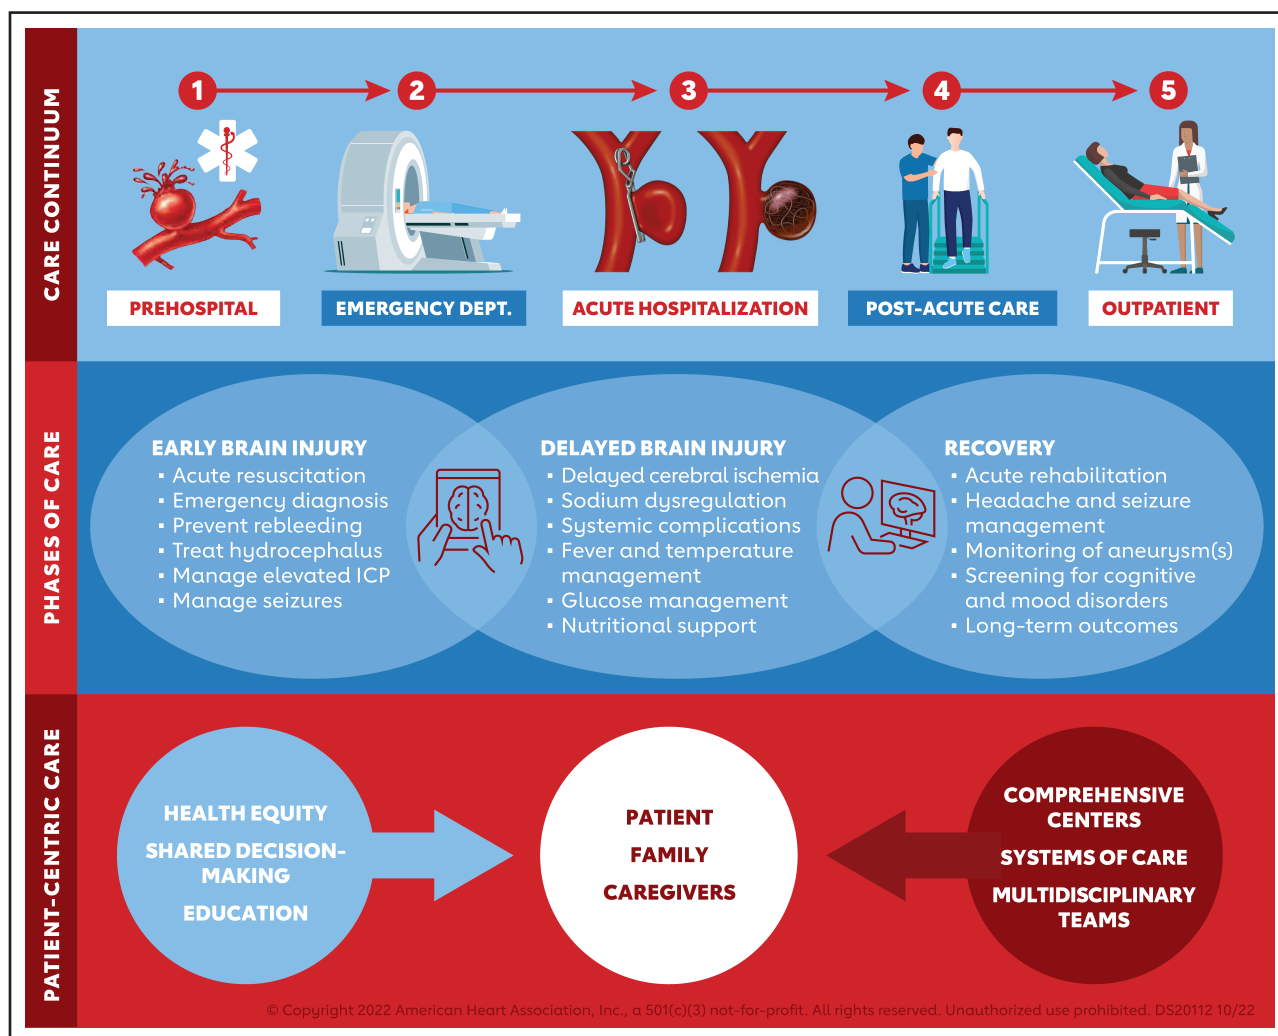 CARE CONTINUUM
1
2
3
4
5
PREHOSPITAL
EMERGENCY DEPT.
ACUTE HOSPITALIZATION
POST-ACUTE CARE
OUTPATIENT
PHASES OF CARE
EARLY BRAIN INJURY
▪ Acute resuscitation
▪ Emergency diagnosis
▪ Prevent rebleeding
▪ Treat hydrocephalus
▪ Manage elevated ICP
▪ Manage seizures
DELAYED BRAIN INJURY
▪ Delayed cerebral ischemia
▪ Sodium dysregulation
▪ Systemic complications
▪ Fever and temperature
management
▪ Glucose management
▪ Nutritional support
RECOVERY
▪ Acute rehabilitation
▪ Headache and seizure
management
▪ Monitoring of aneurysm(s)
▪ Screening for cognitive
and mood disorders
▪ Long-term outcomes
PATIENT-CENTRIC CARE
HEALTH EQUITY
SHARED DECISION-
MAKING
EDUCATION
PATIENT
FAMILY
CAREGIVERS
COMPREHENSIVE
CENTERS
SYSTEMS OF CARE
MULTIDISCIPLINARY
TEAMS
© Copyright 2022 American Heart Association, Inc., a 501(c)(3) not-for-profit. All rights reserved. Unauthorized use prohibited. DS20112 10/22